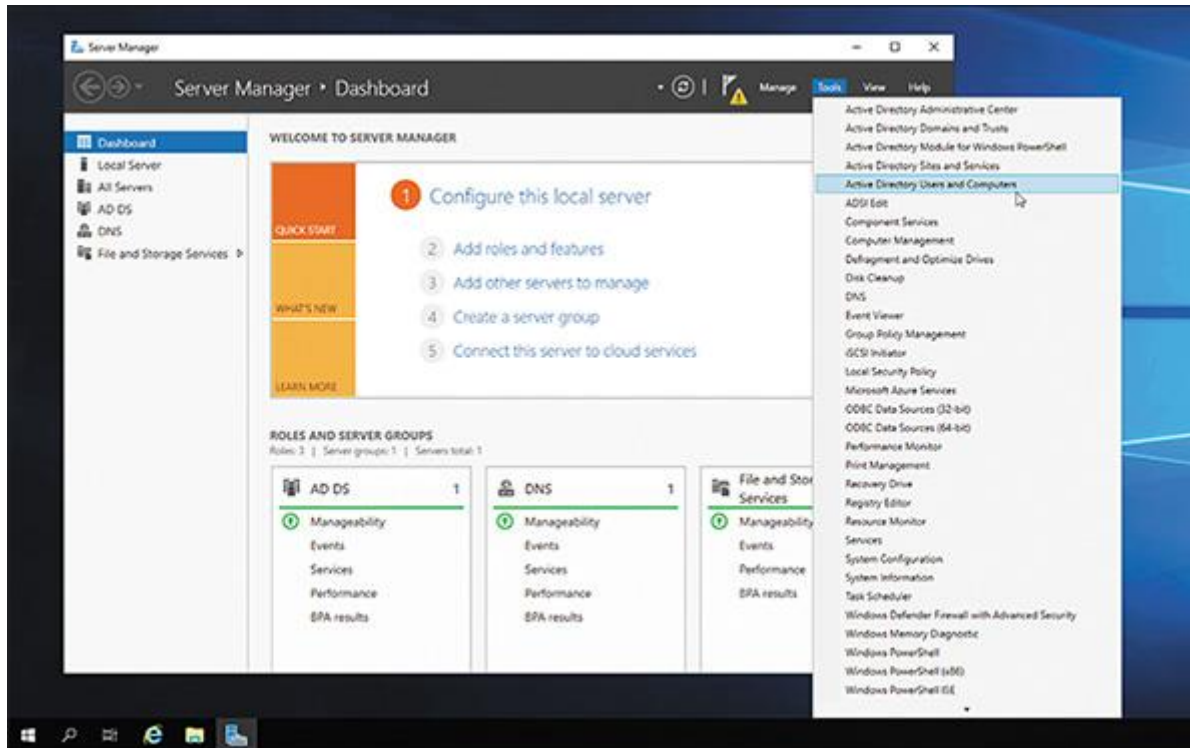 Server Manager
Server Manager • Dashboard
Manage Tools View Help
Dashboard
Local Server
All Servers
AD DS
DNS
File and Storage Services
WELCOME TO SERVER MANAGER
QUICK START
WHAT'S NEW
LEARN MORE
1 Configure this local server
2 Add roles and features
3 Add other servers to manage
4 Create a server group
5 Connect this server to cloud services
ROLES AND SERVER GROUPS
Roles: 3 | Server groups: 1 | Servers total: 1
AD DS 1
Manageability
Events
Services
Performance
BPA results
DNS 1
Manageability
Events
Services
Performance
BPA results
File and Stor
Services
Manageability
Events
Performance
BPA results
Active Directory Administrative Center
Active Directory Domains and Trusts
Active Directory Module for Windows PowerShell
Active Directory Sites and Services
Active Directory Users and Computers
ADSI Edit
Component Services
Computer Management
Defragment and Optimize Drives
Disk Cleanup
DNS
Event Viewer
Group Policy Management
iSCSI Initiator
Local Security Policy
Microsoft Azure Services
ODBC Data Sources (32-bit)
ODBC Data Sources (64-bit)
Performance Monitor
Print Management
Recovery Drive
Registry Editor
Resource Monitor
Services
System Configuration
System Information
Task Scheduler
Windows Defender Firewall with Advanced Security
Windows Memory Diagnostic
Windows PowerShell
Windows PowerShell (x86)
Windows PowerShell ISE